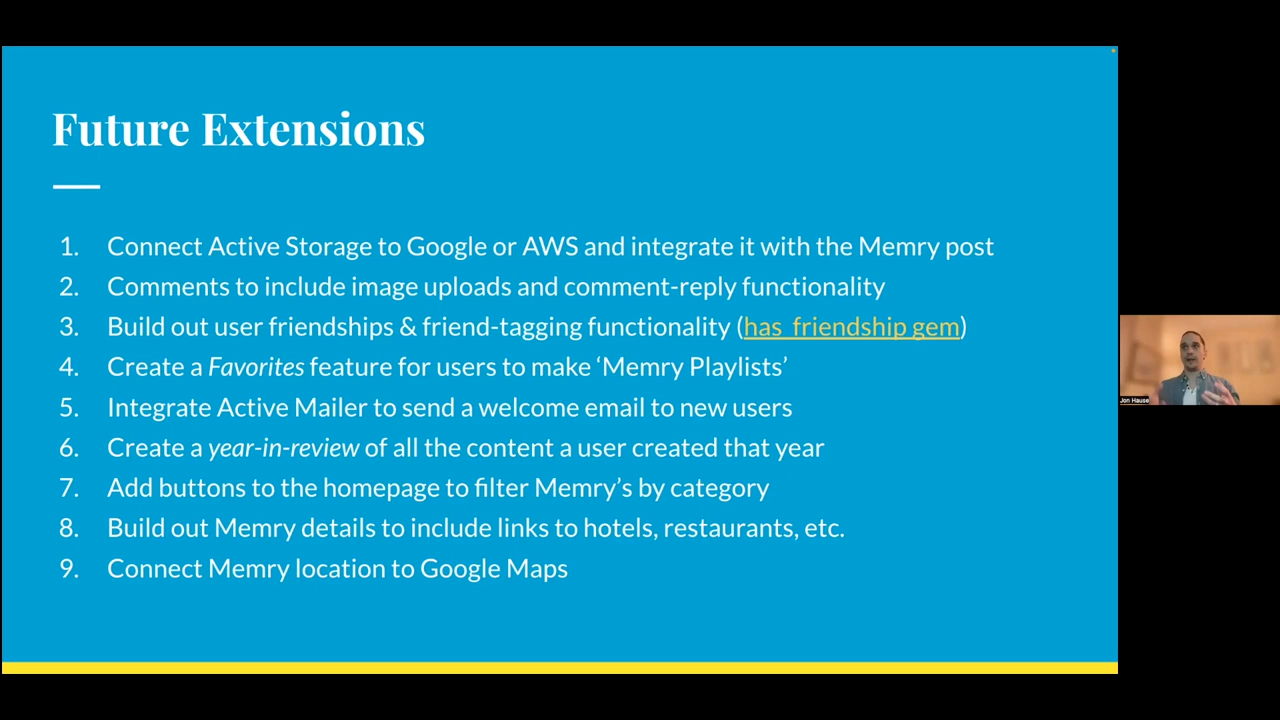 Future Extensions
1. Connect Active Storage to Google or AWS and integrate it with the Memry post
2. Comments to include image uploads and comment-reply functionality
3. Build out user friendships & friend-tagging functionality (has_friendship gem)
4. Create a Favorites feature for users to make ‘Memry Playlists’
5. Integrate Active Mailer to send a welcome email to new users
6. Create a year-in-review of all the content a user created that year
7. Add buttons to the homepage to filter Memry’s by category
8. Build out Memry details to include links to hotels, restaurants, etc.
9. Connect Memry location to Google Maps
Jon Hause